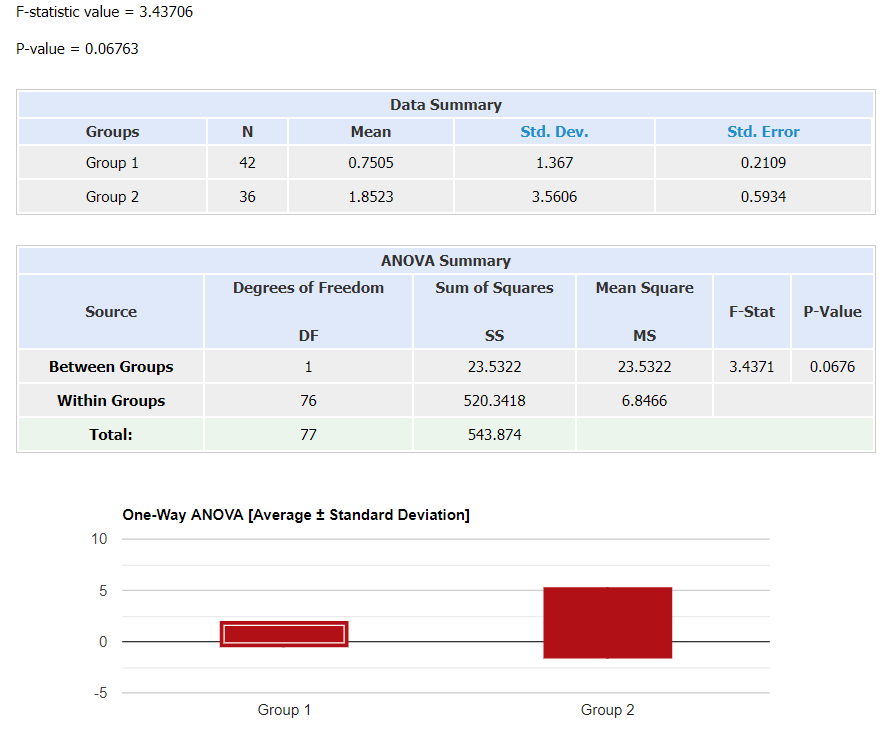 F-statistic value = 3.43706
P-value = 0.06763
Data Summary
Groups N Mean Std. Dev. Std. Error
Group 1 42 0.7505 1.367 0.2109
Group 2 36 1.8523 3.5606 0.5934
ANOVA Summary
Source Degrees of Freedom DF Sum of Squares SS Mean Square MS F-Stat P-Value
Between Groups 1 23.5322 23.5322 3.4371 0.0676
Within Groups 76 520.3418 6.8466
Total: 77 543.874
One-Way ANOVA [Average ± Standard Deviation]
10
5
0
-5
Group 1 Group 2